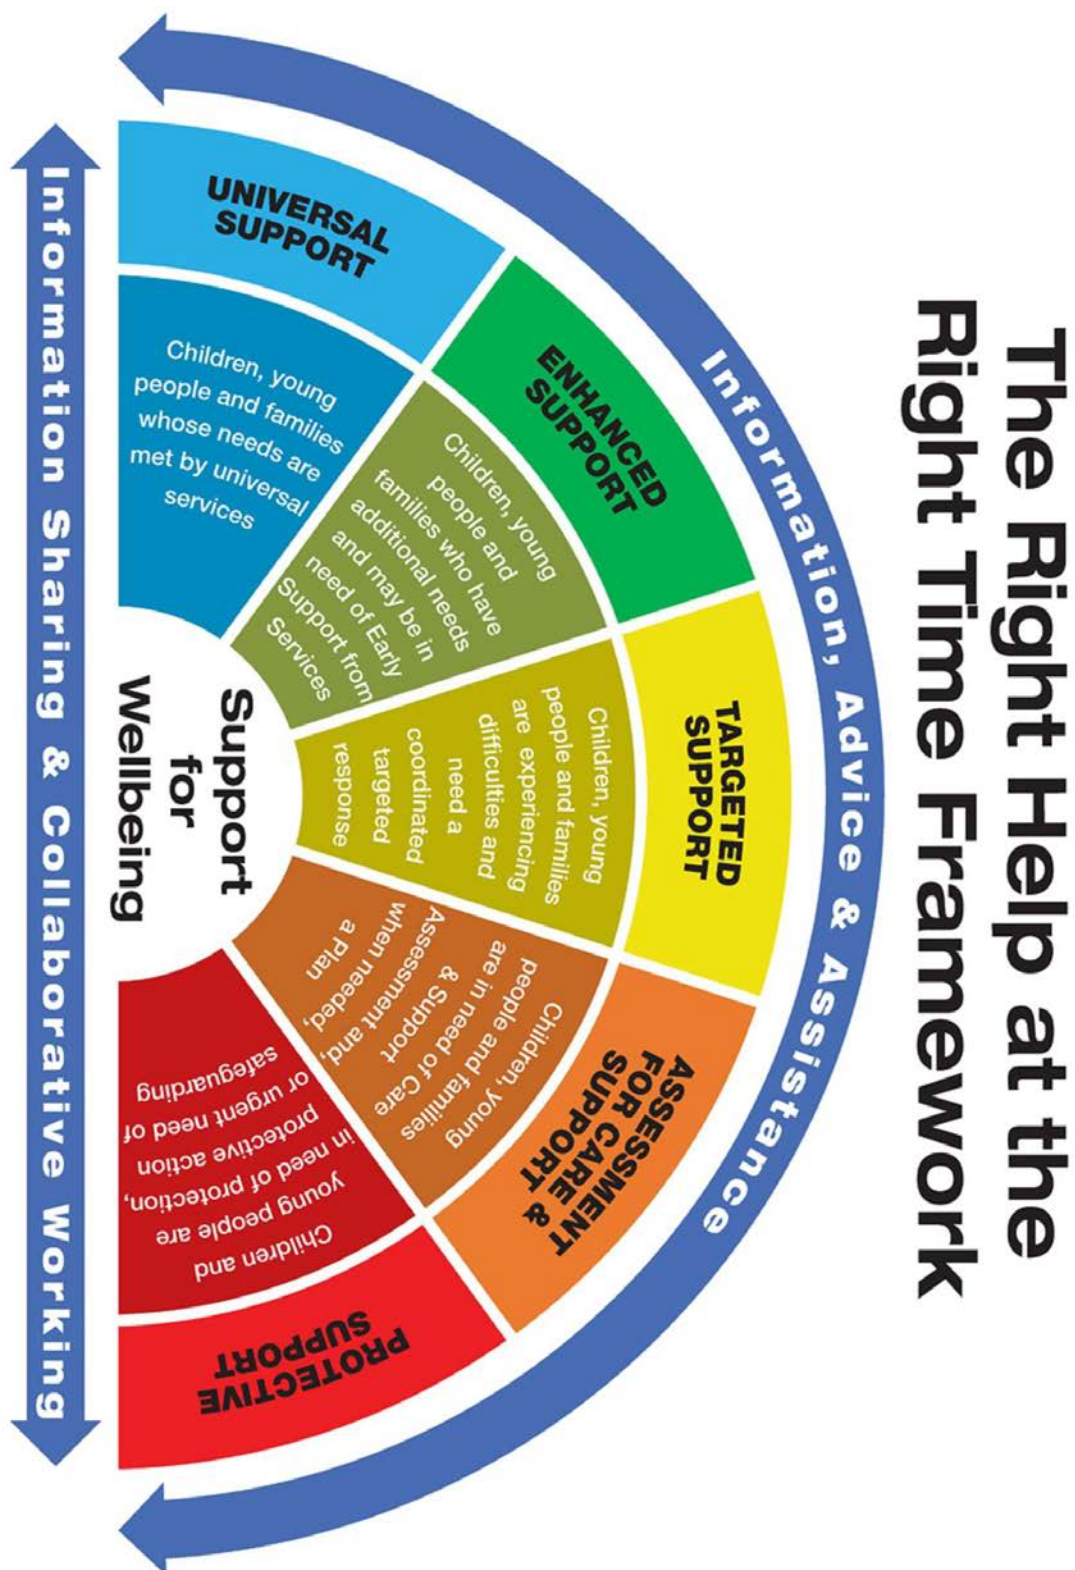 The Right Help at the
Right Time Framework
Information, Advice & Assistance
UNIVERSAL
SUPPORT
Children, young
people and families
whose needs are
met by universal
services
ENHANCED
SUPPORT
Children, young
people and
families who have
additional needs
and may be in
need of Early
Support from
Services
TARGETED
SUPPORT
Children, young
people and families
are experiencing
difficulties and
need a
coordinated
targeted
response
ASSESSMENT
FOR CARE &
SUPPORT
Children, young
people and families
are in need of Care
& Support
Assessment and,
when needed,
a Plan
PROTECTIVE
SUPPORT
Children and
young people are
in need of protection,
protective action
or urgent need of
safeguarding
Support
for
Wellbeing
Information Sharing & Collaborative Working